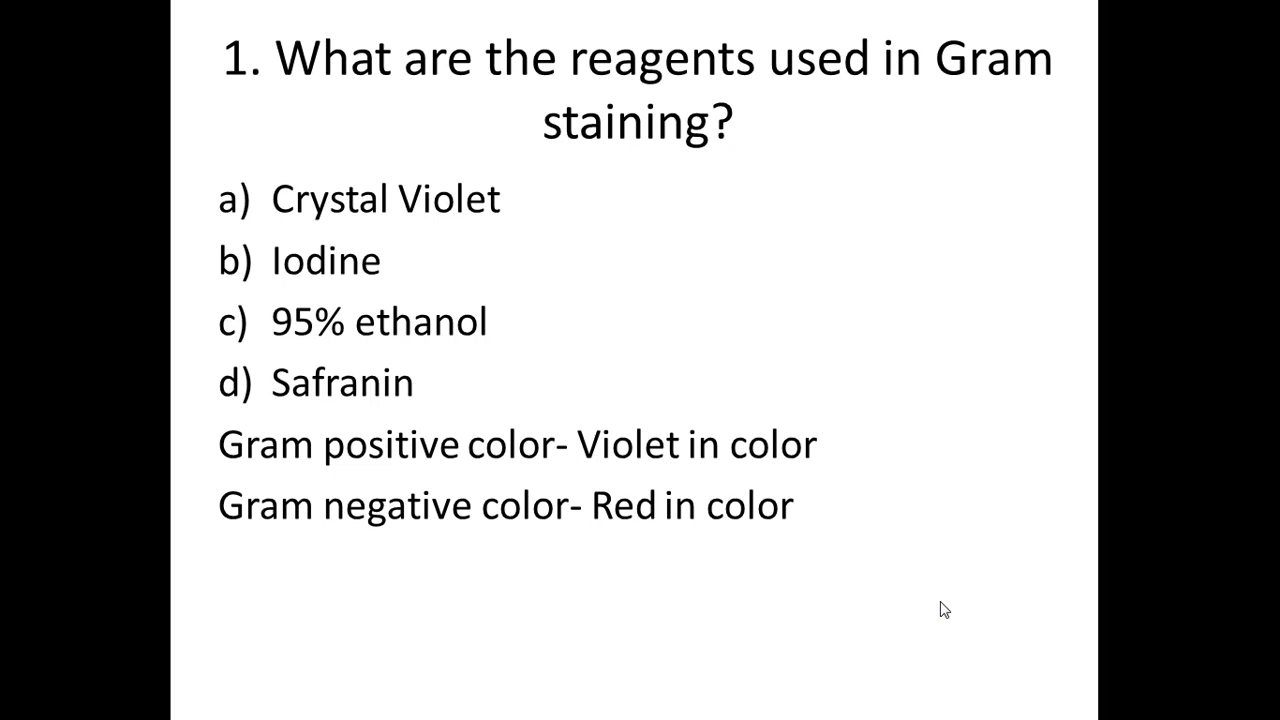 1. What are the reagents used in Gram
staining?
a) Crystal Violet
b) Iodine
c) 95% ethanol
d) Safranin
Gram positive color- Violet in color
Gram negative color- Red in color